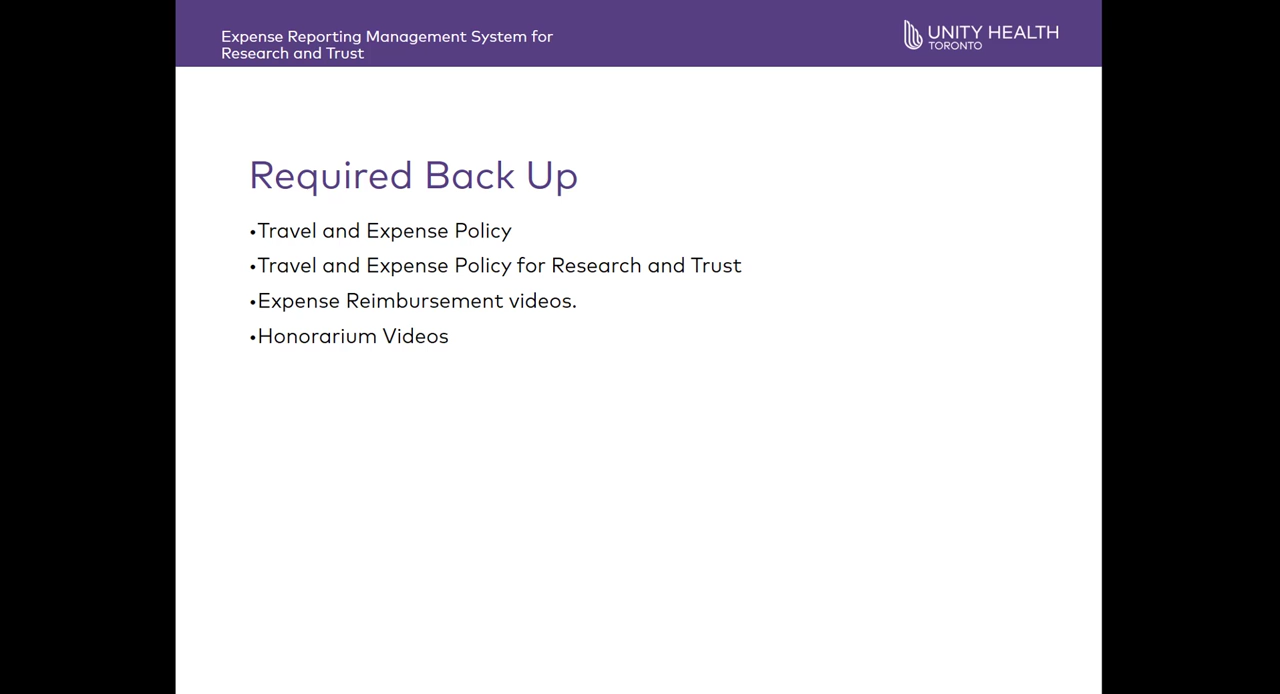 Expense Reporting Management System for
Research and Trust
UNITY HEALTH
TORONTO
Required Back Up
•Travel and Expense Policy
•Travel and Expense Policy for Research and Trust
•Expense Reimbursement videos.
•Honorarium Videos